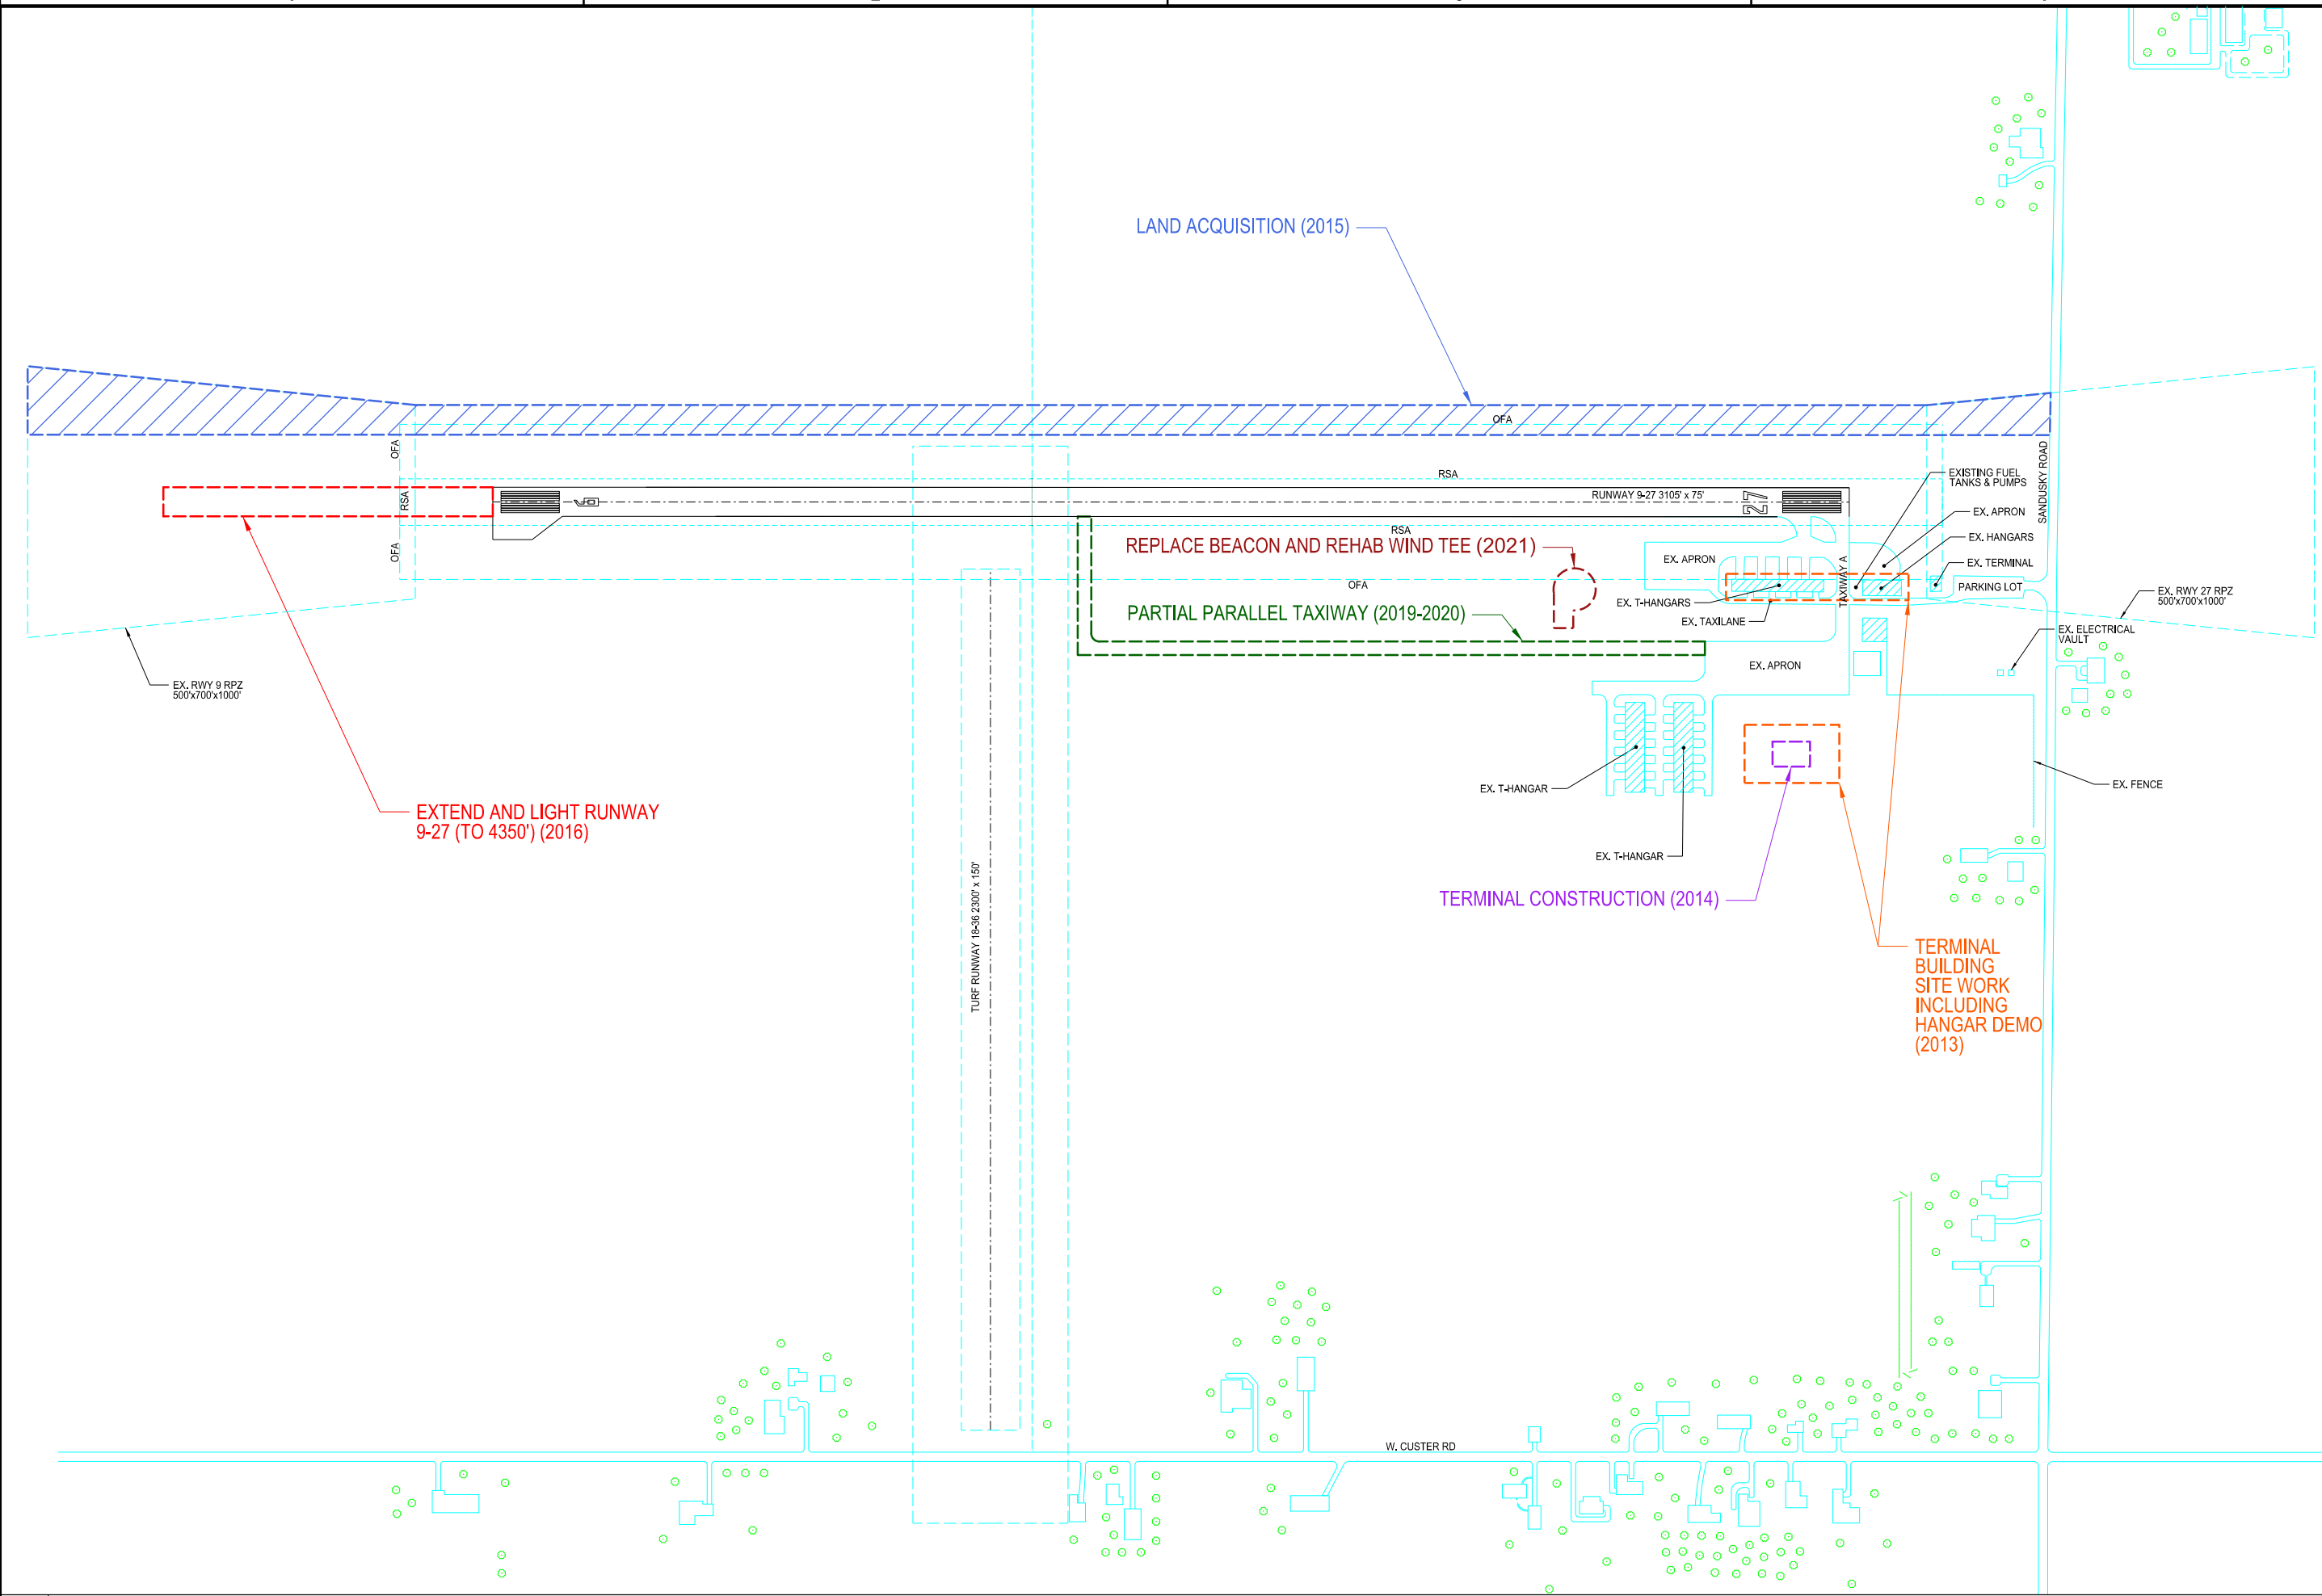 LAND ACQUISITION (2015)
OFA
OFA
SANDUSKY ROAD
RSA
EXISTING FUEL
TANKS & PUMPS
RSA
RUNWAY 9-27 3105' x 75'
9
27
EX. APRON
RSA
EX. HANGARS
REPLACE BEACON AND REHAB WIND TEE (2021)
OFA
EX. APRON
EX. TERMINAL
TAXIWAY A
OFA
PARKING LOT
EX. T-HANGARS
EX. RWY 27 RPZ
500'x700'x1000'
PARTIAL PARALLEL TAXIWAY (2019-2020)
EX. TAXILANE
EX. ELECTRICAL
VAULT
EX. APRON
EX. RWY 9 RPZ
500'x700'x1000'
EX. T-HANGAR
EX. FENCE
EXTEND AND LIGHT RUNWAY
9-27 (TO 4350') (2016)
EX. T-HANGAR
TERMINAL CONSTRUCTION (2014)
TURF RUNWAY 18-36 2300' x 150'
TERMINAL
BUILDING
SITE WORK
INCLUDING
HANGAR DEMO
(2013)
W. CUSTER RD